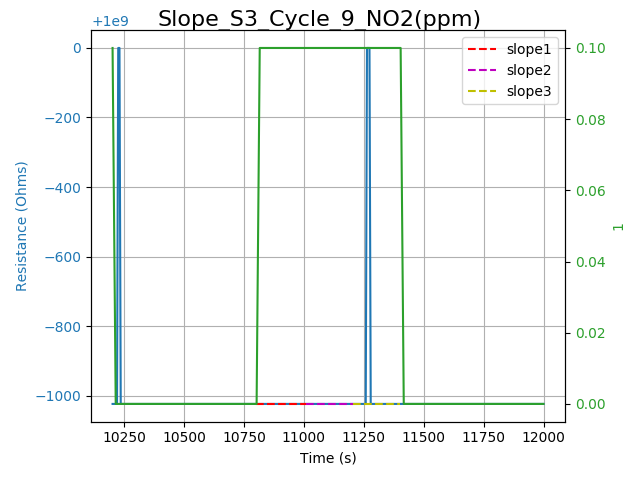 Slope_S3_Cycle_9_NO2(ppm)
+1e9
0
−200
−400
−600
−800
−1000
Resistance (Ohms)
slope1
slope2
slope3
0.10
0.08
0.06
0.04
0.02
0.00
1
10250 10500 10750 11000 11250 11500 11750 12000
Time (s)